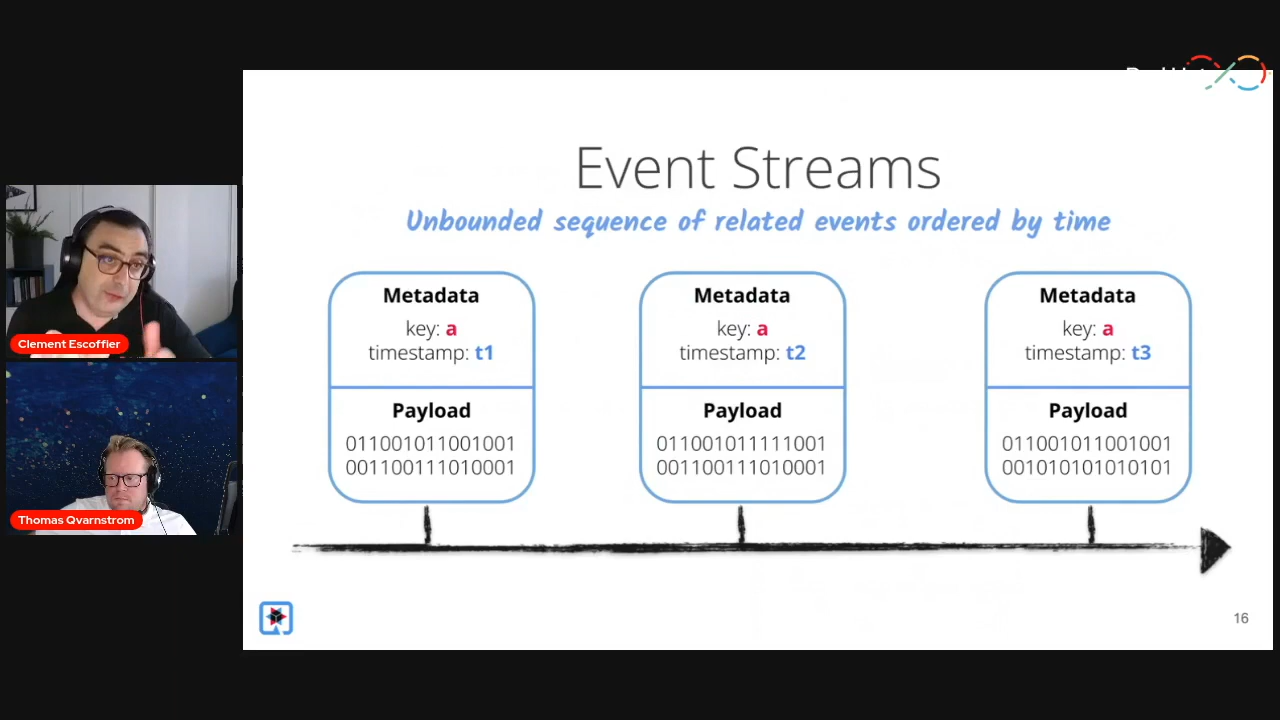 Event Streams
Unbounded sequence of related events ordered by time
Metadata
key: a
timestamp: t1
Payload
011001011001001
001100111010001
Metadata
key: a
timestamp: t2
Payload
011001011111001
001100111010001
Metadata
key: a
timestamp: t3
Payload
011001011001001
001010101010101
16
Clement Escoffier
Thomas Qvarnstrom